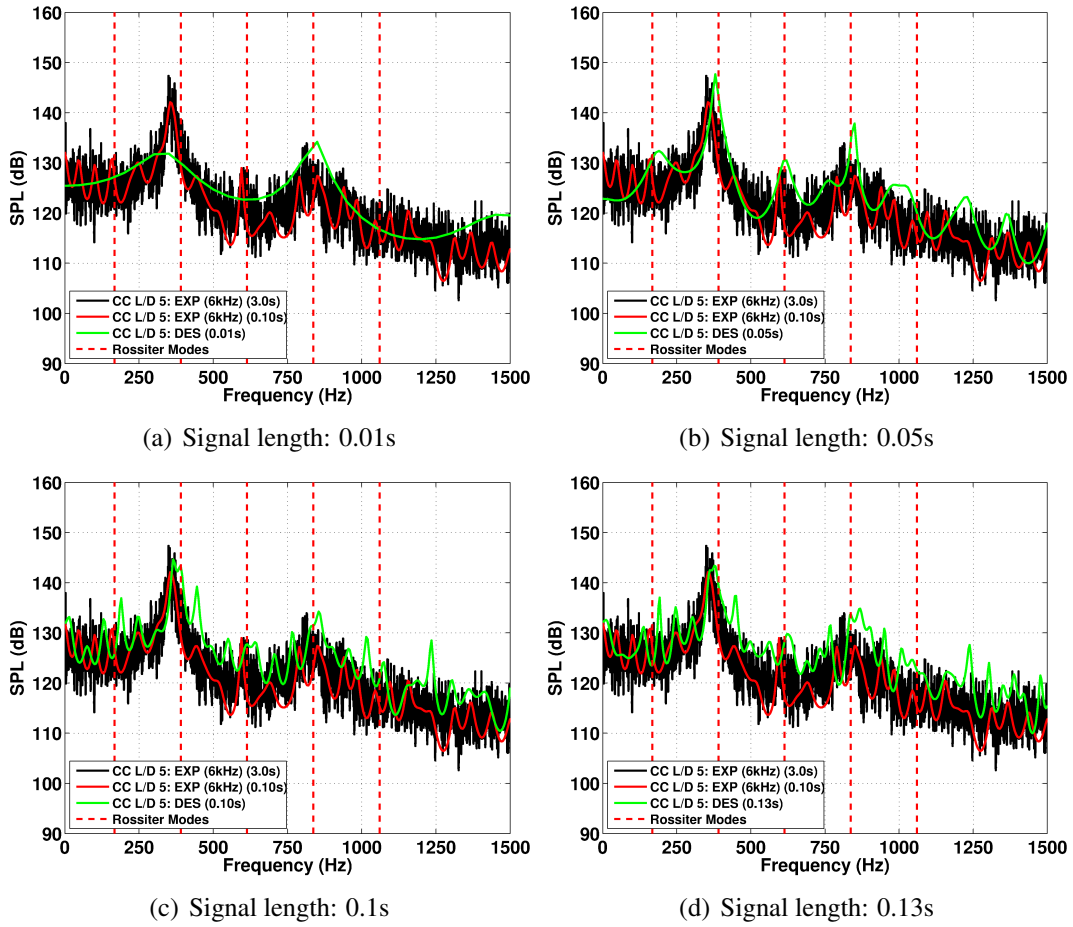 160
150
140
130
120
110
100
90
SPL (dB)
CC L/D 5: EXP (6kHz) (3.0s)
CC L/D 5: EXP (6kHz) (0.10s)
CC L/D 5: DES (0.01s)
Rossiter Modes
0 250 500 750 1000 1250 1500
Frequency (Hz)
(a) Signal length: 0.01s
160
150
140
130
120
110
100
90
SPL (dB)
CC L/D 5: EXP (6kHz) (3.0s)
CC L/D 5: EXP (6kHz) (0.10s)
CC L/D 5: DES (0.05s)
Rossiter Modes
0 250 500 750 1000 1250 1500
Frequency (Hz)
(b) Signal length: 0.05s
160
150
140
130
120
110
100
90
SPL (dB)
CC L/D 5: EXP (6kHz) (3.0s)
CC L/D 5: EXP (6kHz) (0.10s)
CC L/D 5: DES (0.10s)
Rossiter Modes
0 250 500 750 1000 1250 1500
Frequency (Hz)
(c) Signal length: 0.1s
160
150
140
130
120
110
100
90
SPL (dB)
CC L/D 5: EXP (6kHz) (3.0s)
CC L/D 5: EXP (6kHz) (0.10s)
CC L/D 5: DES (0.13s)
Rossiter Modes
0 250 500 750 1000 1250 1500
Frequency (Hz)
(d) Signal length: 0.13s